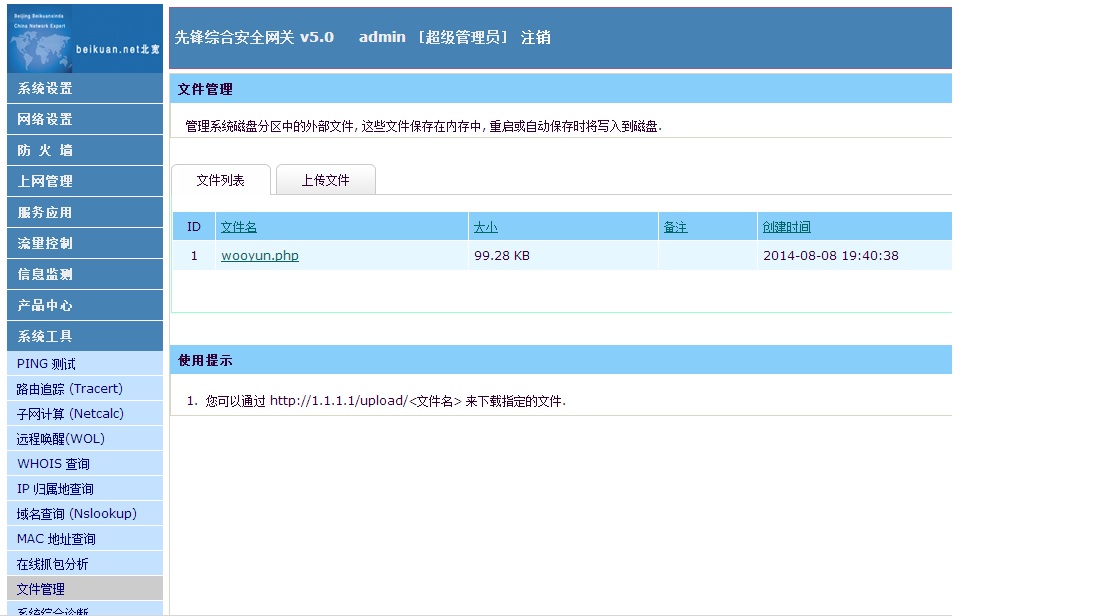 Beijing Beikuanxinda
China Network Expert
beikuan.net北宽
先锋综合安全网关 v5.0 admin [超级管理员] 注销
系统设置
网络设置
防 火 墙
上网管理
服务应用
流量控制
信息监测
产品中心
系统工具
PING 测试
路由追踪 (Tracert)
子网计算 (Netcalc)
远程唤醒(WOL)
WHOIS 查询
IP 归属地查询
域名查询 (Nslookup)
MAC 地址查询
在线抓包分析
文件管理
系统综合诊断
文件管理
管理系统磁盘分区中的外部文件, 这些文件保存在内存中, 重启或自动保存时将写入到磁盘.
文件列表 上传文件
ID 文件名 大小 备注 创建时间
1 wooyun.php 99.28 KB 2014-08-08 19:40:38
使用提示
1. 您可以通过 http://1.1.1.1/upload/<文件名> 来下载指定的文件.